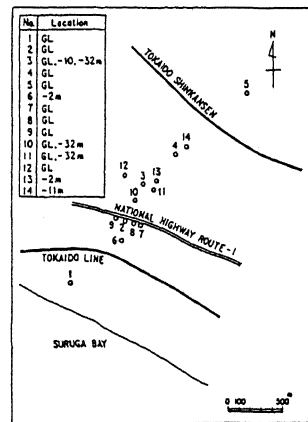 No. Location
1 GL
2 GL
3 GL,-10,-32m
4 GL
5 GL
6 -2m
7 GL
8 GL
9 GL
10 GL,-32m
11 GL,-32m
12 GL
13 -2m
14 -11m
N
TOKAIDO SHINKANSEN
5
14
4
12
3
13
11
10
NATIONAL HIGHWAY ROUTE-1
9 2 8 7
6
TOKAIDO LINE
1
SURUGA BAY
0 100 300m